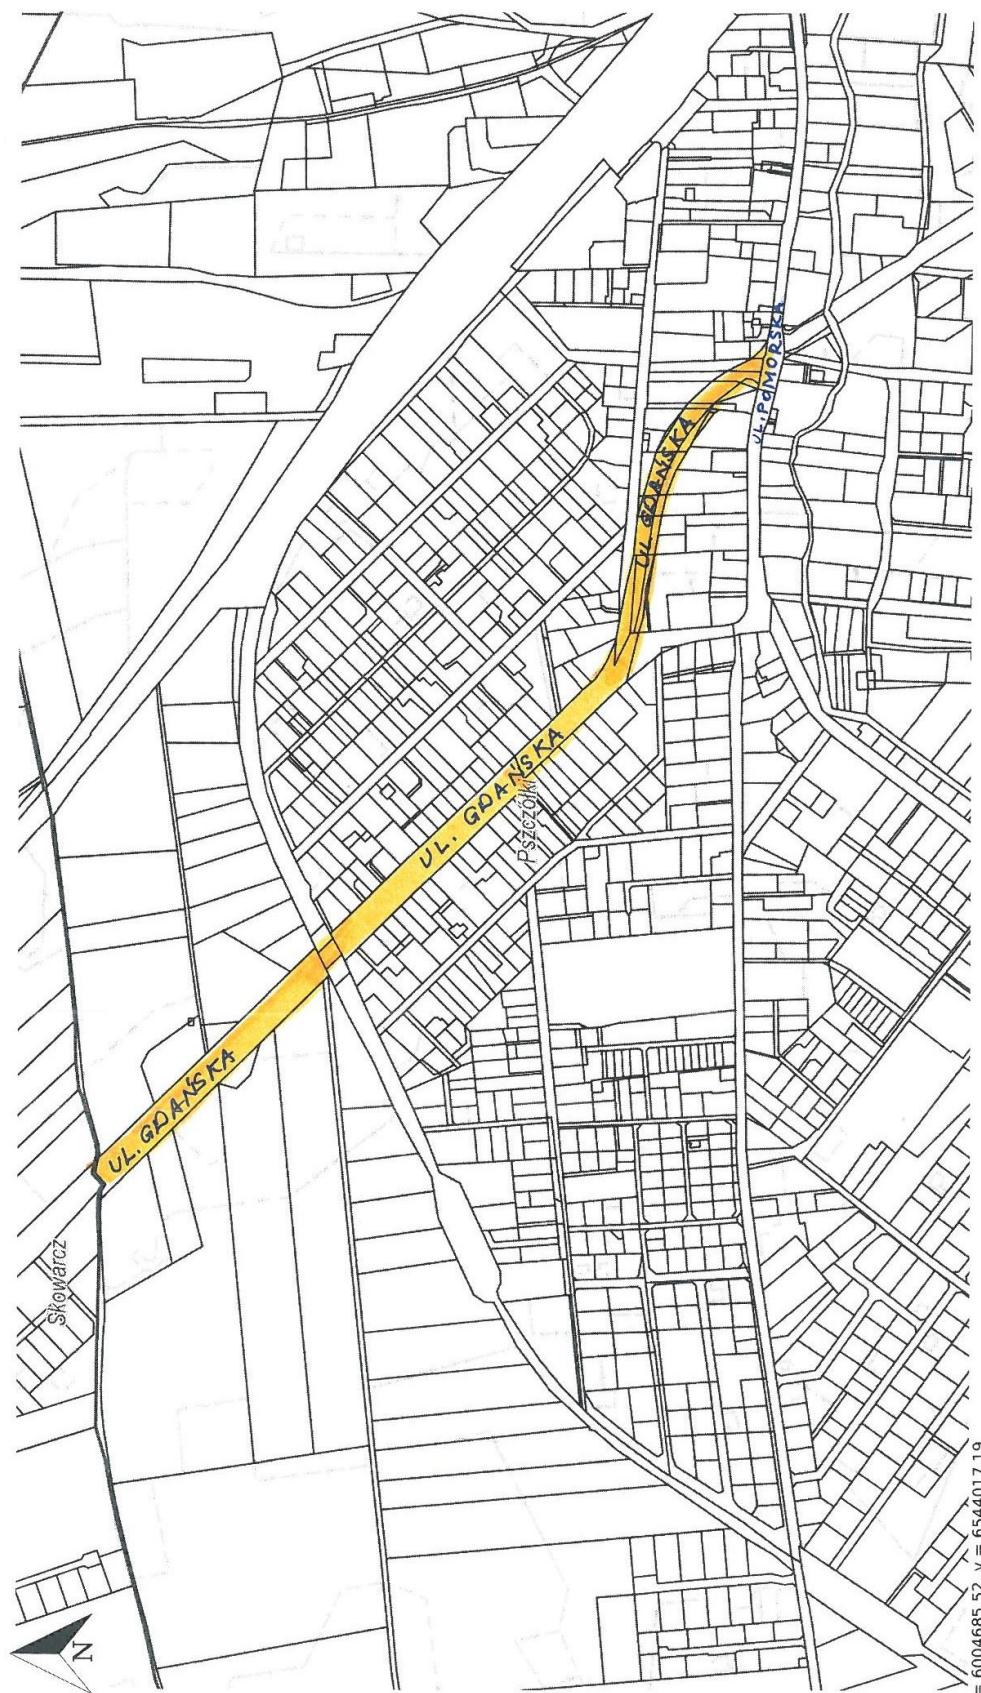 UL. GDAŃSKA
UL. POMORSKA
UL. GDAŃSKA
UL. GDAŃSKA
Pszczółki
Skowarcz
N
= 6004685.52, y = 6544017.19